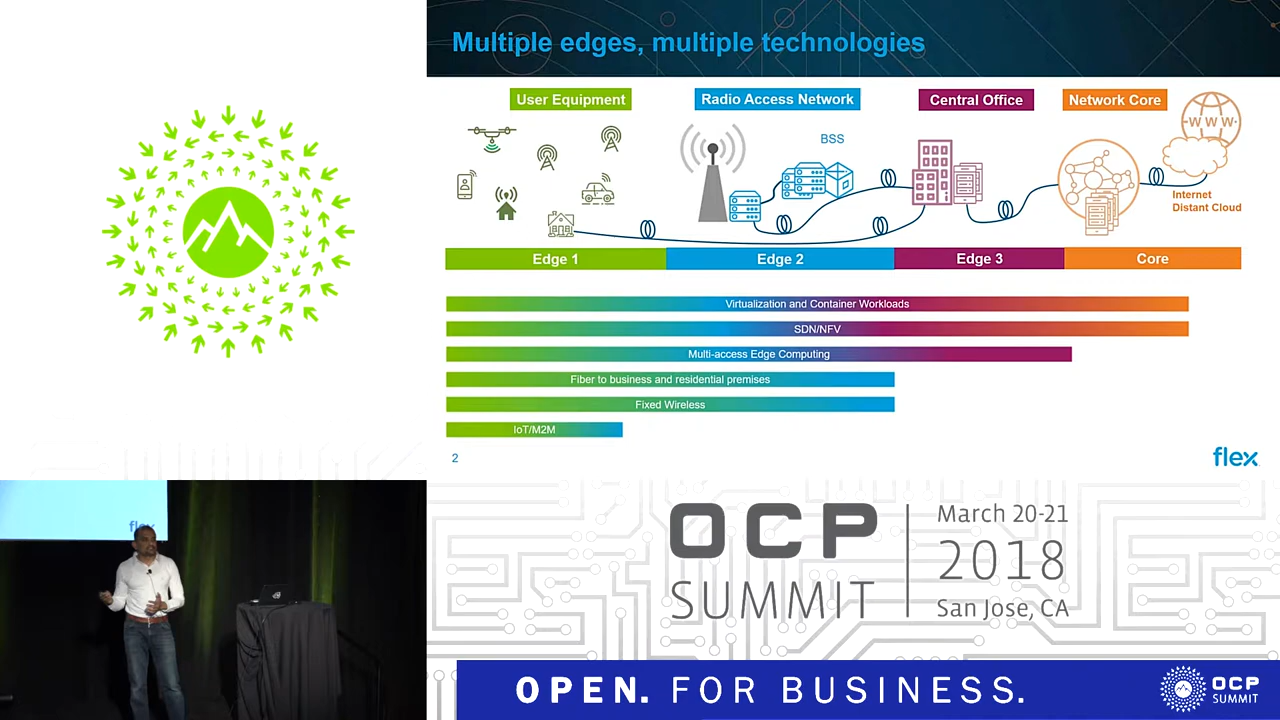 Multiple edges, multiple technologies
User Equipment
Radio Access Network
Central Office
Network Core
BSS
WWW
Internet
Distant Cloud
Edge 1
Edge 2
Edge 3
Core
Virtualization and Container Workloads
SDN/NFV
Multi-access Edge Computing
Fiber to business and residential premises
Fixed Wireless
IoT/M2M
2
flex
flex
OCP
SUMMIT
March 20-21
2018
San Jose, CA
OPEN. FOR BUSINESS.
OCP
SUMMIT